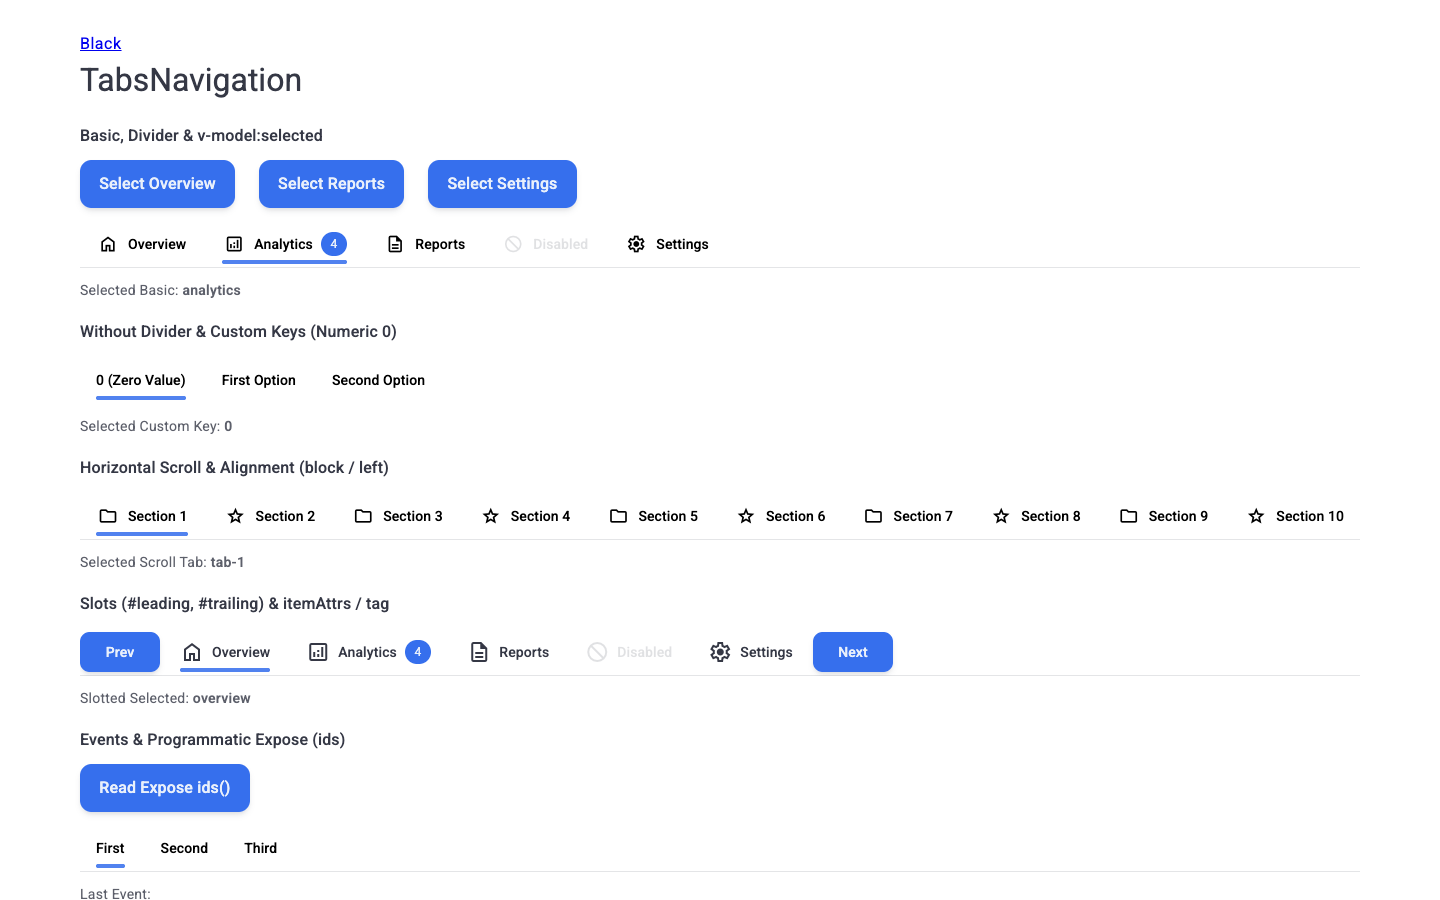 Black
TabsNavigation
Basic, Divider & v-model:selected
Select Overview Select Reports Select Settings
Overview Analytics 4 Reports Disabled Settings
Selected Basic: analytics
Without Divider & Custom Keys (Numeric 0)
0 (Zero Value) First Option Second Option
Selected Custom Key: 0
Horizontal Scroll & Alignment (block / left)
Section 1 Section 2 Section 3 Section 4 Section 5 Section 6 Section 7 Section 8 Section 9 Section 10
Selected Scroll Tab: tab-1
Slots (#leading, #trailing) & itemAttrs / tag
Prev Overview Analytics 4 Reports Disabled Settings Next
Slotted Selected: overview
Events & Programmatic Expose (ids)
Read Expose ids()
First Second Third
Last Event: